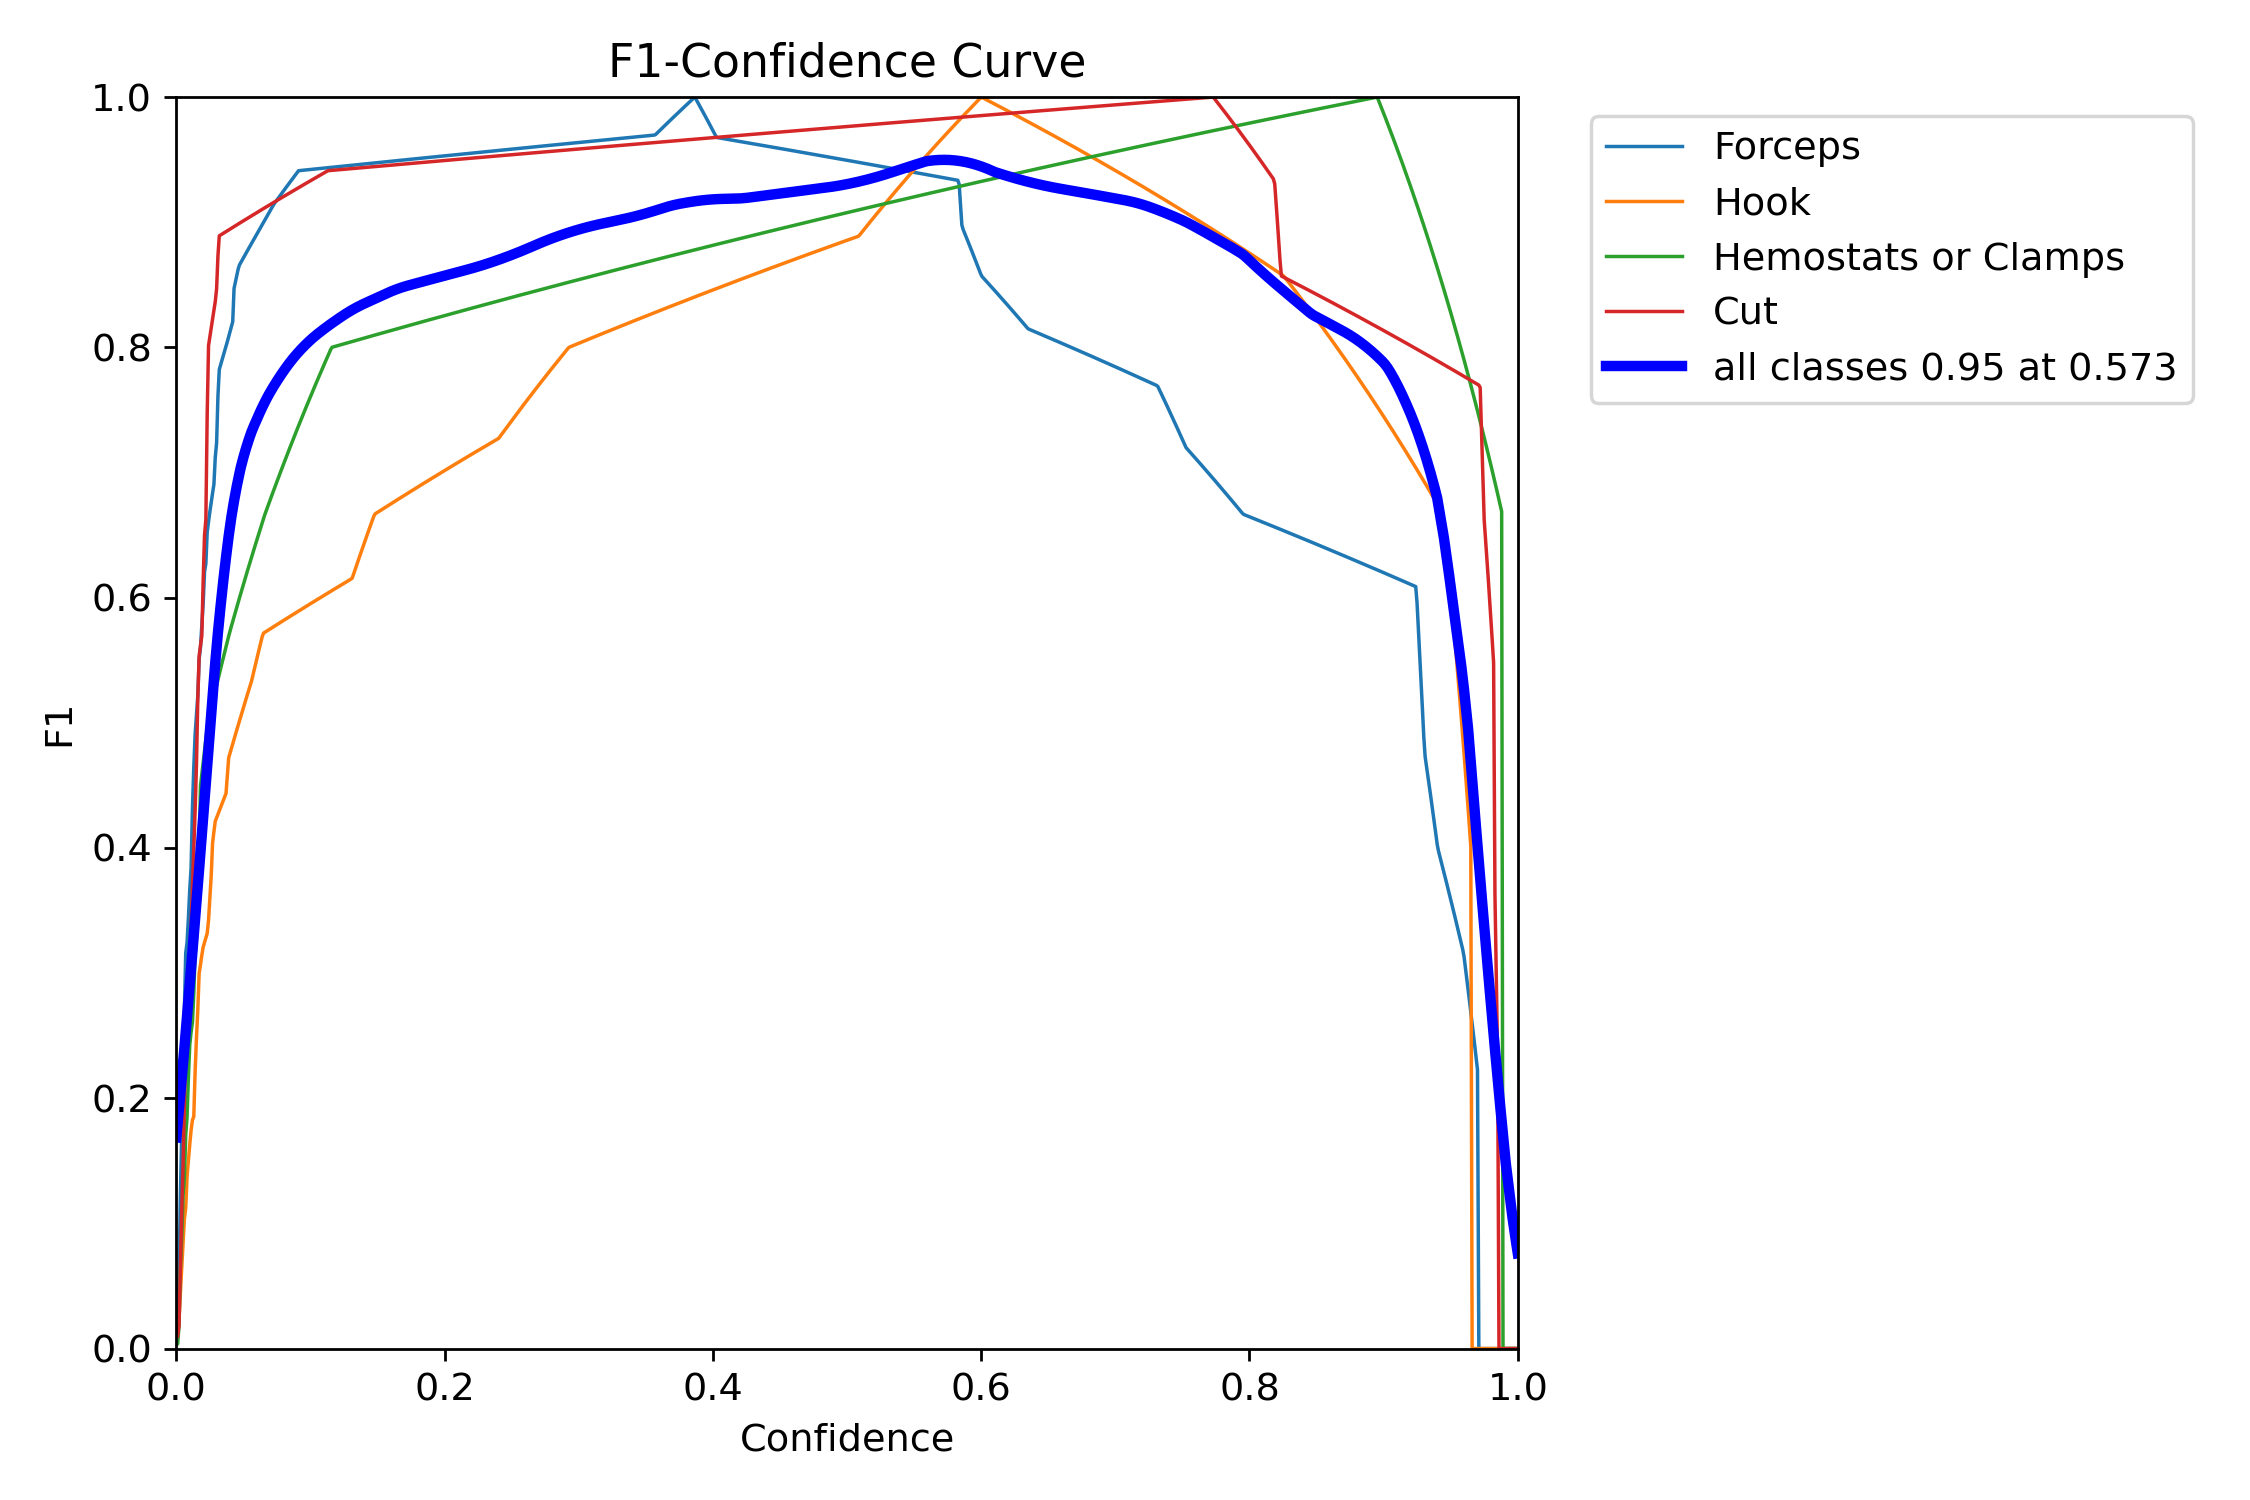 F1-Confidence Curve
1.0
0.8
0.6
0.4
0.2
0.0
F1
0.0 0.2 0.4 0.6 0.8 1.0
Confidence
Forceps
Hook
Hemostats or Clamps
Cut
all classes 0.95 at 0.573